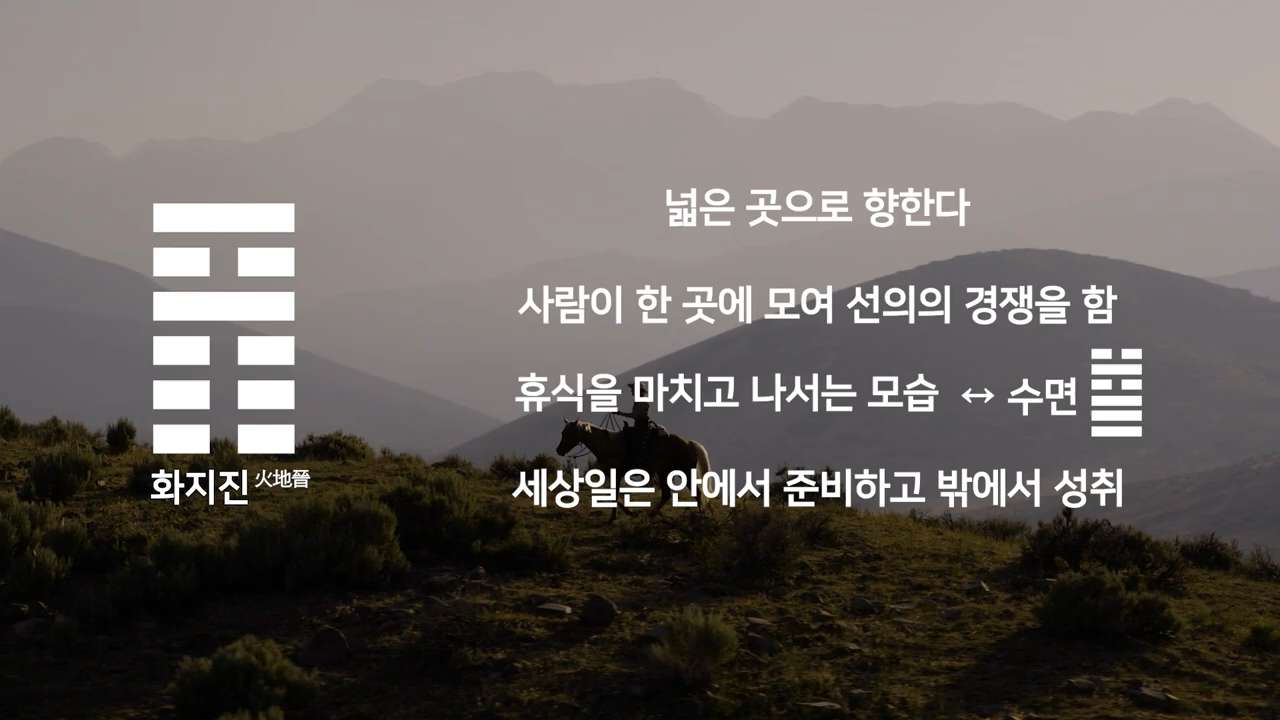 넓은 곳으로 향한다
사람이 한 곳에 모여 선의의 경쟁을 함
휴식을 마치고 나서는 모습 ↔ 수면
세상일은 안에서 준비하고 밖에서 성취
화지진 火地晉